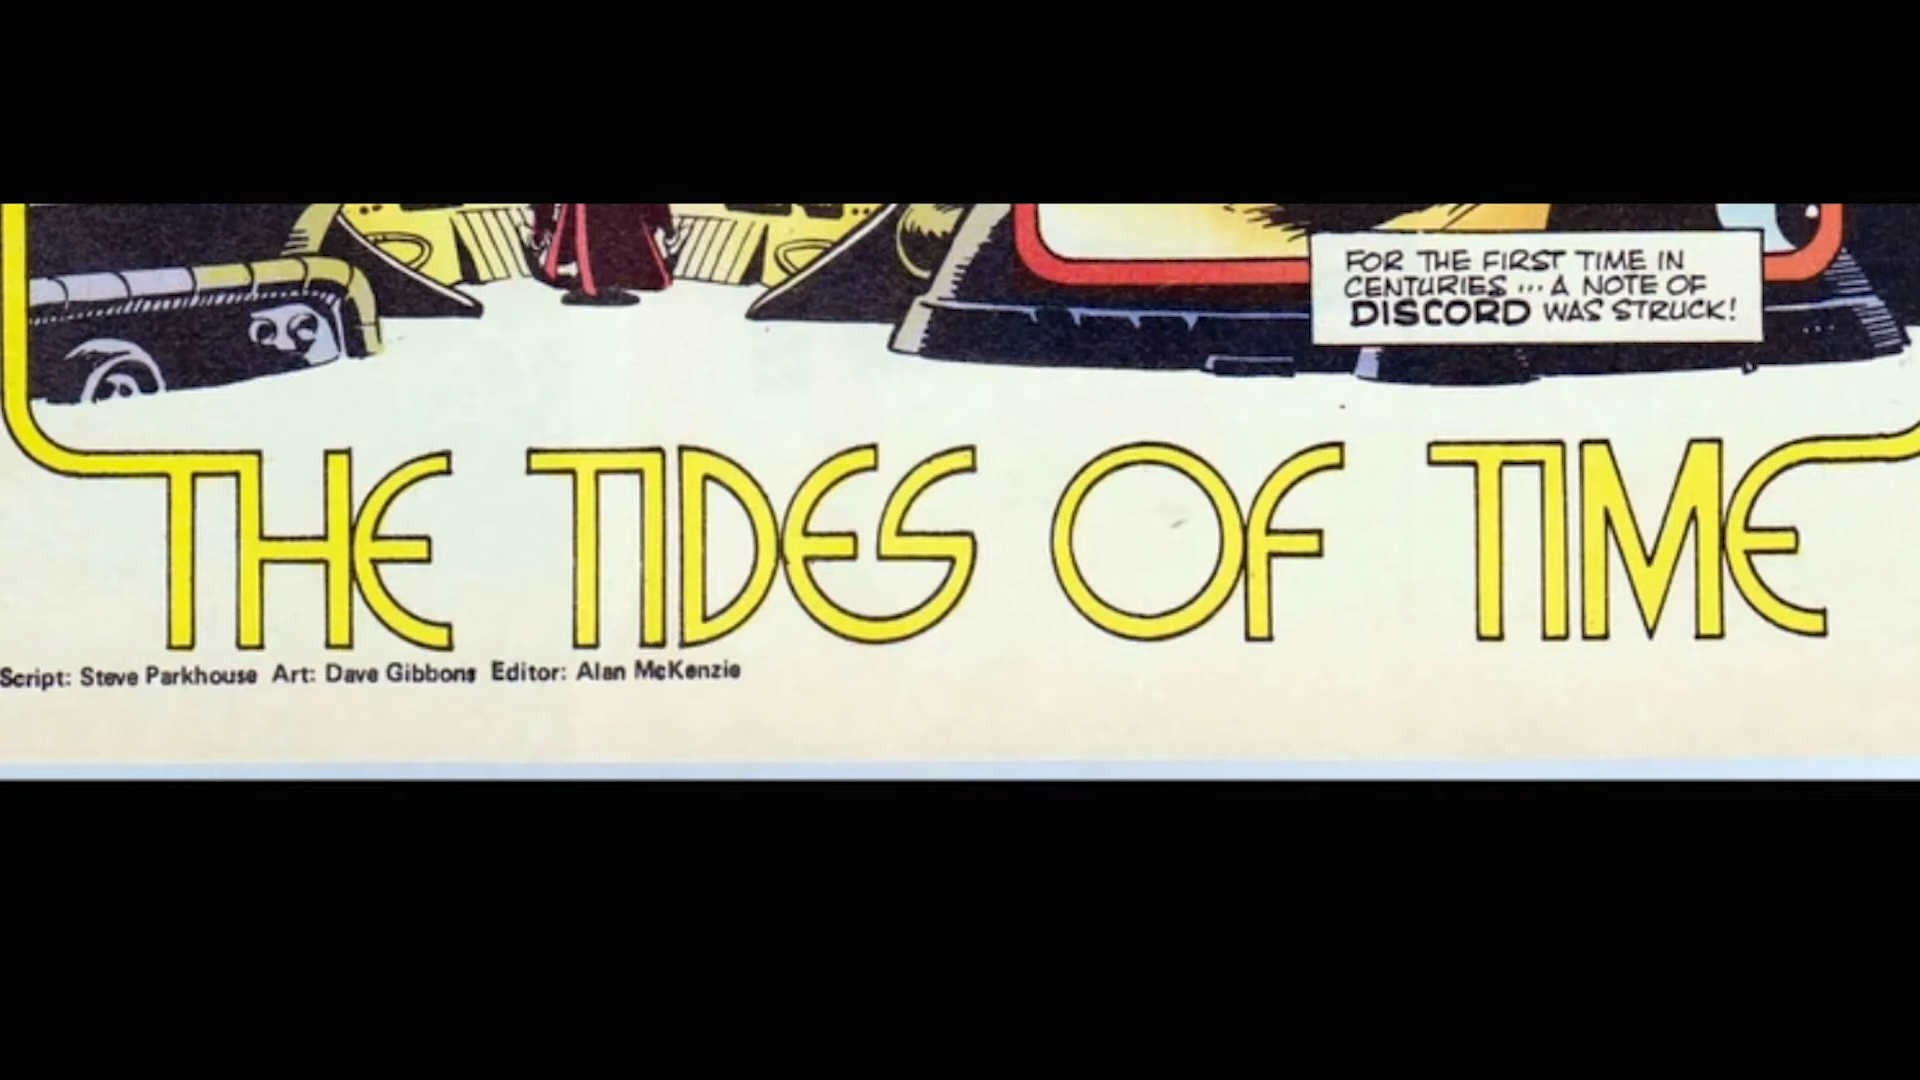 FOR THE FIRST TIME IN
CENTURIES ... A NOTE OF
DISCORD WAS STRUCK!
THE TIDES OF TIME
Script: Steve Parkhouse Art: Dave Gibbons Editor: Alan McKenzie